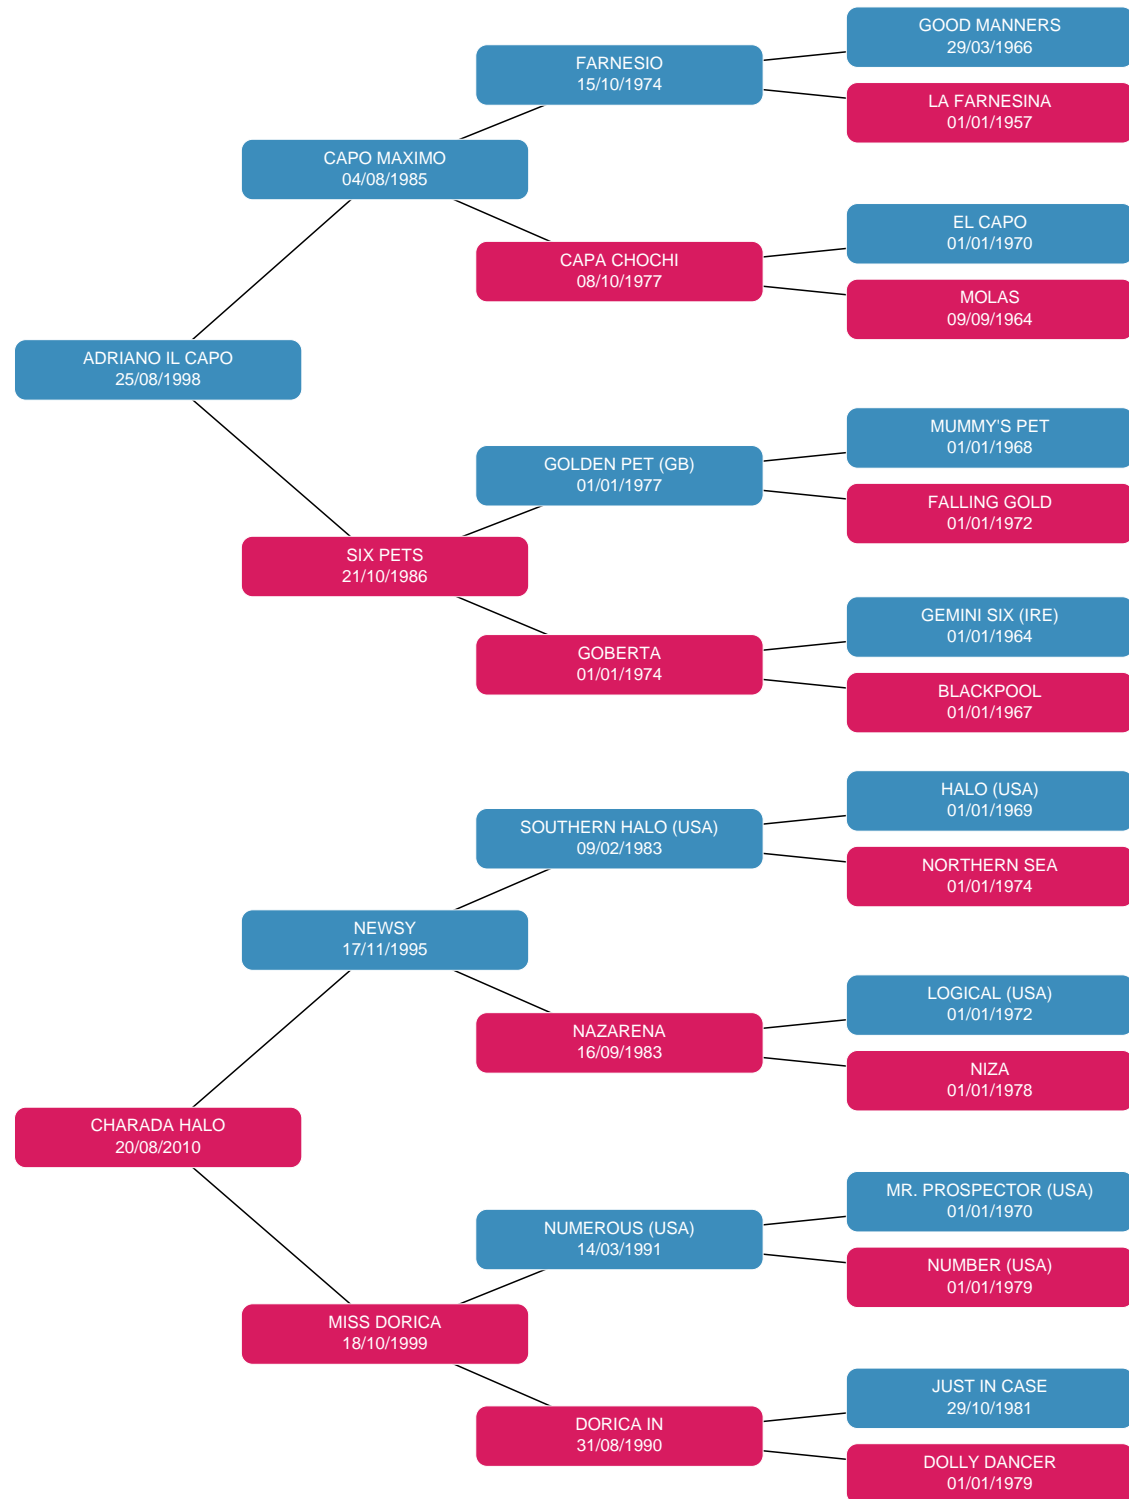 GOOD MANNERS
29/03/1966
FARNESIO
15/10/1974
LA FARNESINA
01/01/1957
CAPO MAXIMO
04/08/1985
EL CAPO
01/01/1970
CAPA CHOCHI
08/10/1977
MOLAS
09/09/1964
ADRIANO IL CAPO
25/08/1998
MUMMY'S PET
01/01/1968
GOLDEN PET (GB)
01/01/1977
FALLING GOLD
01/01/1972
SIX PETS
21/10/1986
GEMINI SIX (IRE)
01/01/1964
GOBERTA
01/01/1974
BLACKPOOL
01/01/1967
HALO (USA)
01/01/1969
SOUTHERN HALO (USA)
09/02/1983
NORTHERN SEA
01/01/1974
NEWSY
17/11/1995
LOGICAL (USA)
01/01/1972
NAZARENA
16/09/1983
NIZA
01/01/1978
CHARADA HALO
20/08/2010
MR. PROSPECTOR (USA)
01/01/1970
NUMEROUS (USA)
14/03/1991
NUMBER (USA)
01/01/1979
MISS DORICA
18/10/1999
JUST IN CASE
29/10/1981
DORICA IN
31/08/1990
DOLLY DANCER
01/01/1979